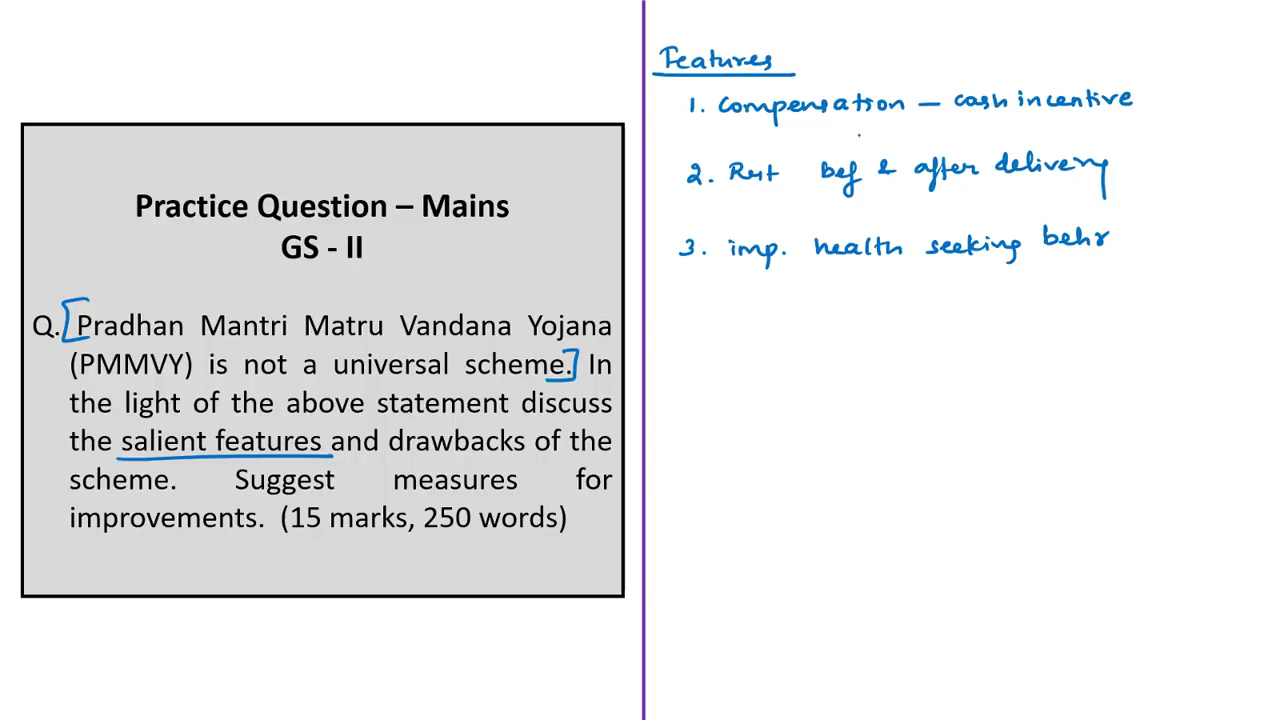 Practice Question – Mains
GS - II
Q. Pradhan Mantri Matru Vandana Yojana
(PMMVY) is not a universal scheme. In
the light of the above statement discuss
the salient features and drawbacks of the
scheme. Suggest measures for
improvements. (15 marks, 250 words)
Features
1. Compensation – cash incentive
2. Rest bef & after delivery
3. imp. health seeking behr